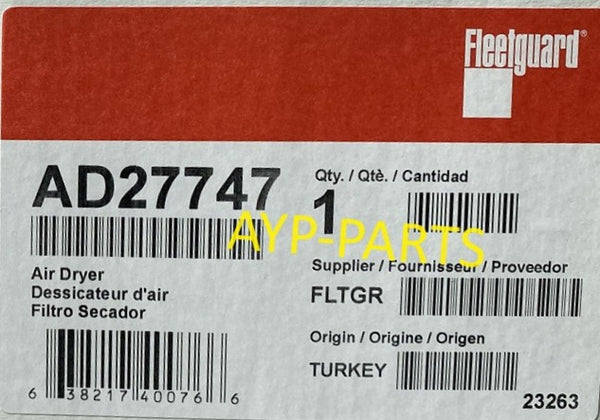 Fleetguard®
AD27747
Qty. / Qtè. / Cantidad
1
AYP-PARTS
Air Dryer
Dessicateur d'air
Filtro Secador
Supplier / Fournisseur / Proveedor
FLTGR
Origin / Origine / Origen
TURKEY
6 38217 40076 6
23263